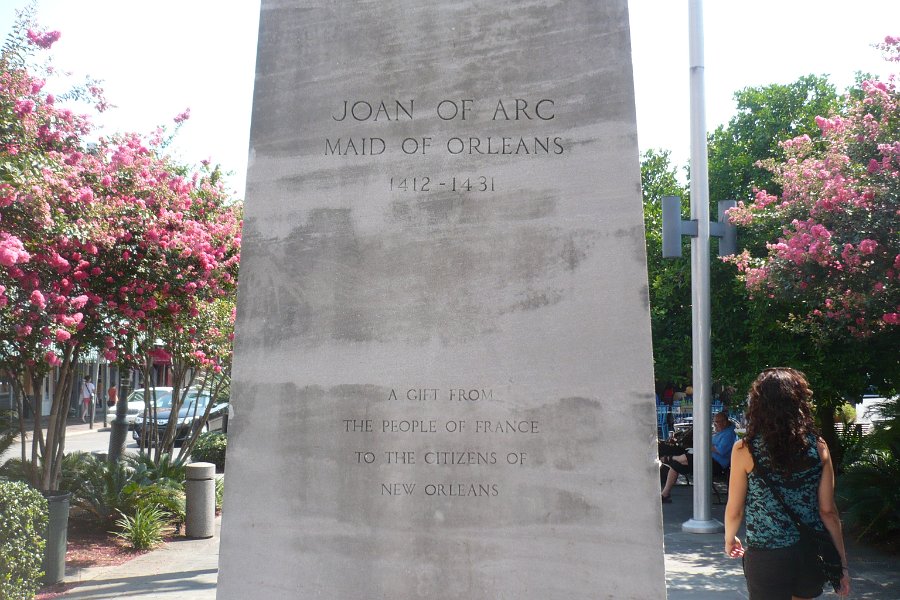 JOAN OF ARC
MAID OF ORLEANS
1412-1431
A GIFT FROM
THE PEOPLE OF FRANCE
TO THE CITIZENS OF
NEW ORLEANS